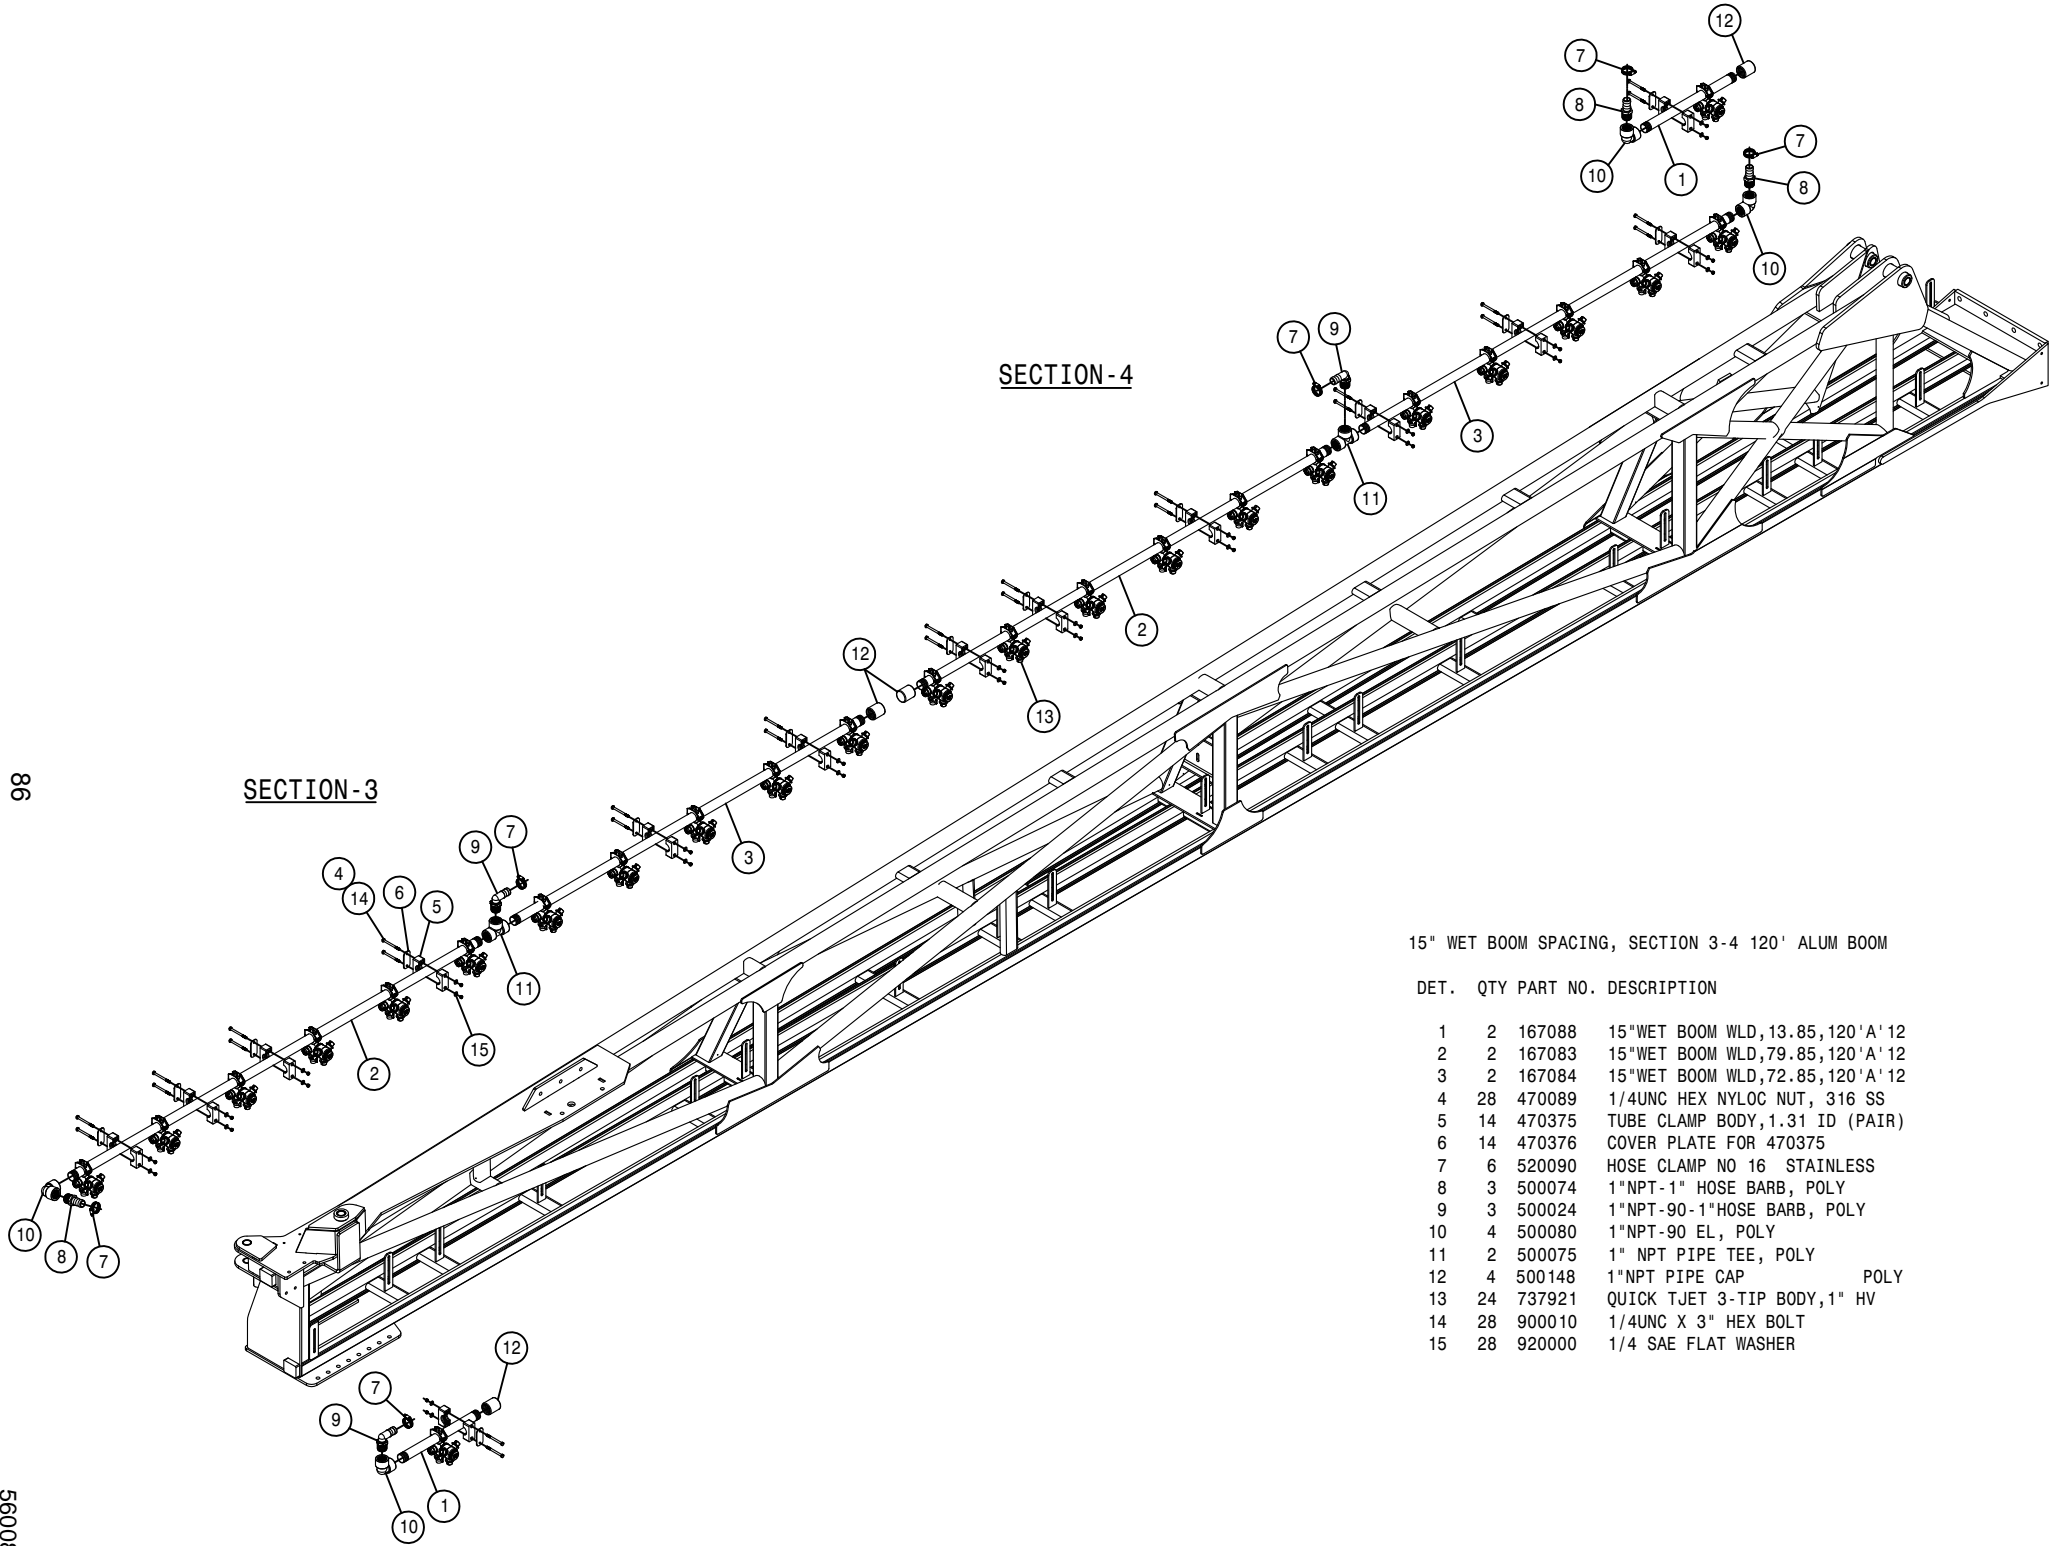 12
7
8
10
1
7
8
10
SECTION-4
7
9
3
11
2
12
13
SECTION-3
3
9
7
4
14
6
5
11
15
2
10
8
7
12
7
9
1
10
15" WET BOOM SPACING, SECTION 3-4 120' ALUM BOOM
DET. QTY PART NO. DESCRIPTION
1 2 167088 15"WET BOOM WLD,13.85,120'A'12
2 2 167083 15"WET BOOM WLD,79.85,120'A'12
3 2 167084 15"WET BOOM WLD,72.85,120'A'12
4 28 470089 1/4UNC HEX NYLOC NUT, 316 SS
5 14 470375 TUBE CLAMP BODY,1.31 ID (PAIR)
6 14 470376 COVER PLATE FOR 470375
7 6 520090 HOSE CLAMP NO 16 STAINLESS
8 3 500074 1"NPT-1" HOSE BARB, POLY
9 3 500024 1"NPT-90-1"HOSE BARB, POLY
10 4 500080 1"NPT-90 EL, POLY
11 2 500075 1" NPT PIPE TEE, POLY
12 4 500148 1"NPT PIPE CAP POLY
13 24 737921 QUICK TJET 3-TIP BODY,1" HV
14 28 900010 1/4UNC X 3" HEX BOLT
15 28 920000 1/4 SAE FLAT WASHER
86